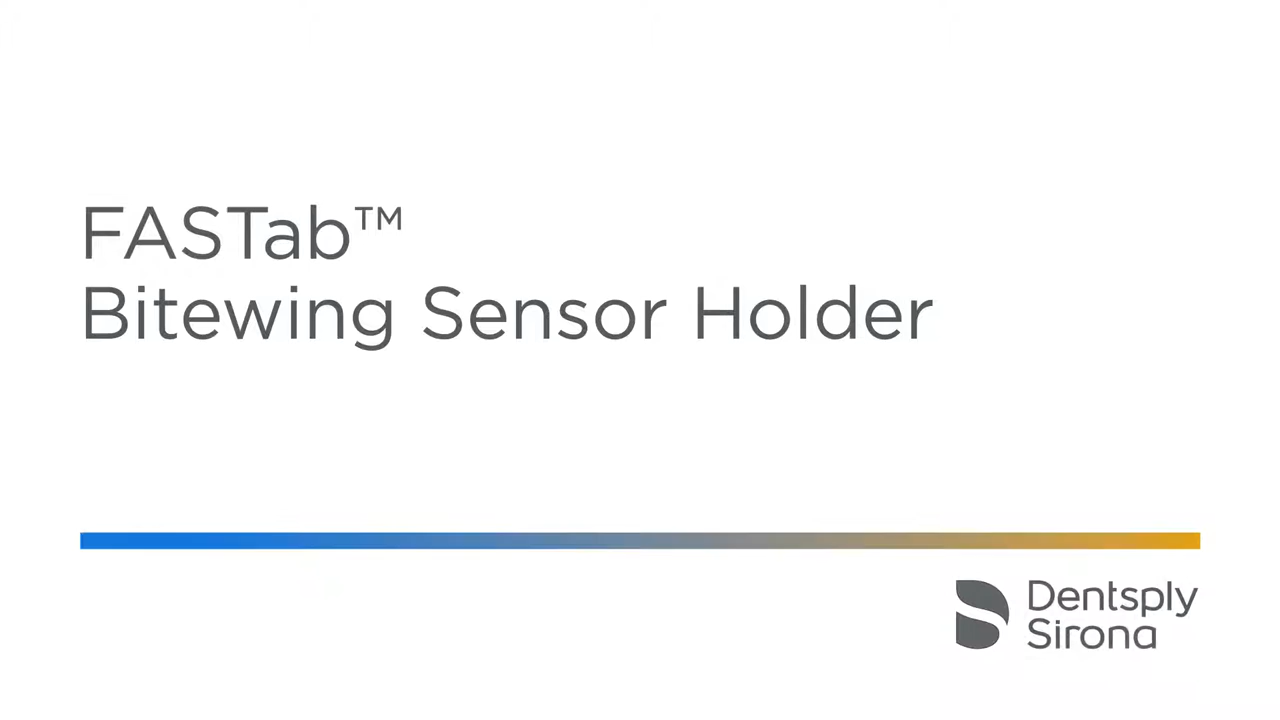 FASTab™
Bitewing Sensor Holder
Dentsply
Sirona